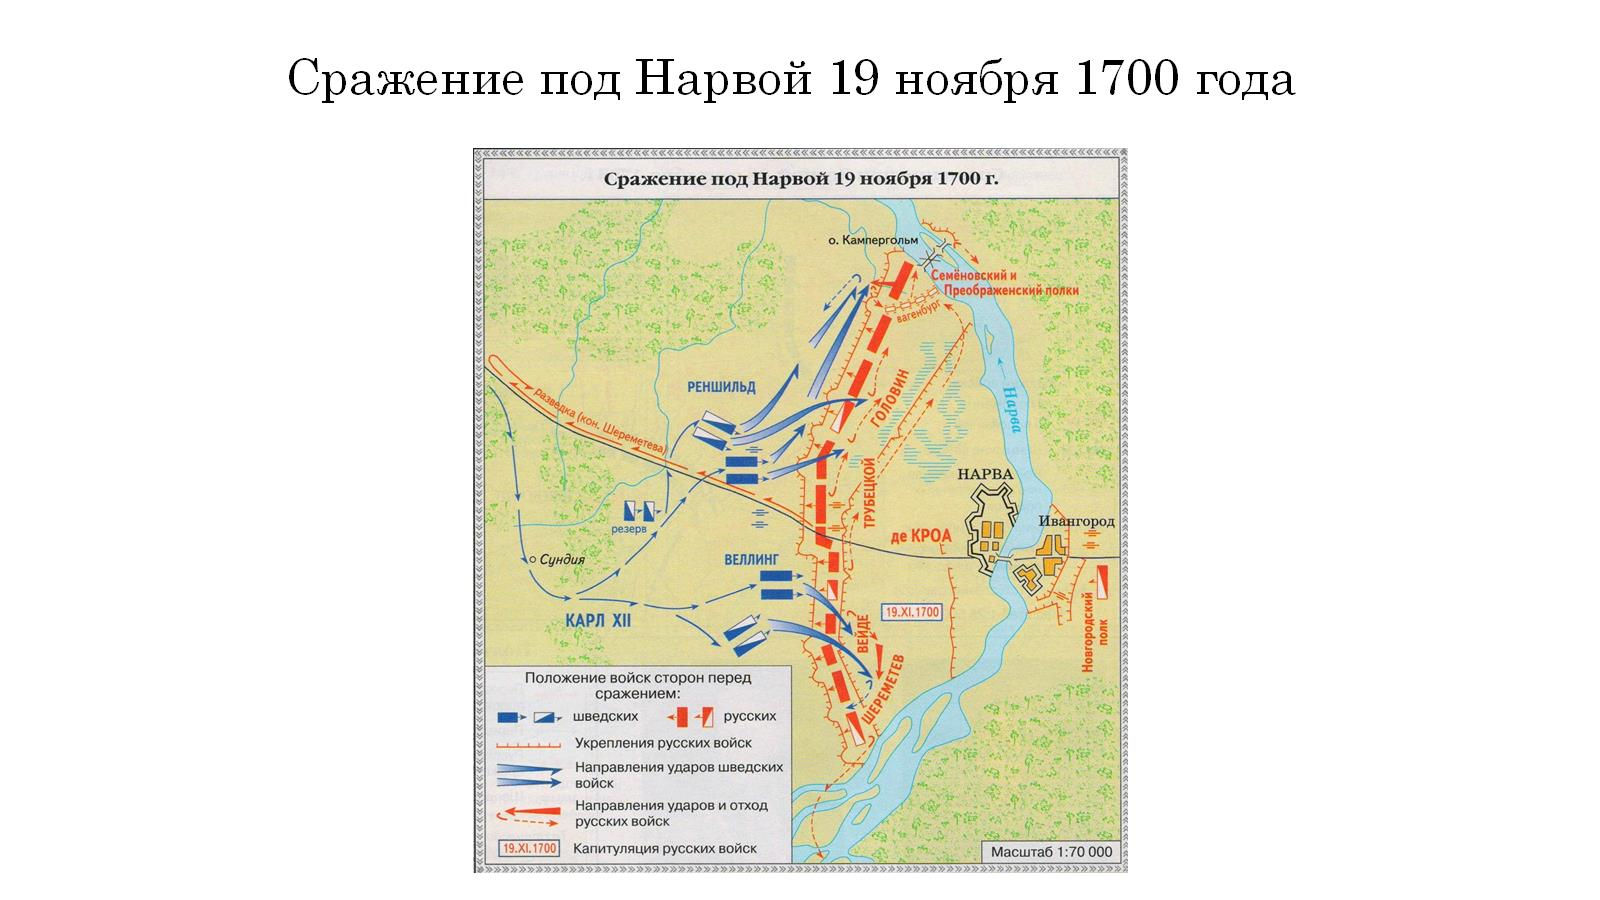 Сражение под Нарвой 19 ноября 1700 года
Сражение под Нарвой 19 ноября 1700 г.
о. Кампергольм
Семёновский и
Преображенский полки
вагенбург
РЕНШИЛЬД
ГОЛОВИН
Нарва
разведка (кон. Шереметева)
ТРУБЕЦКОЙ
НАРВА
резерв
Ивангород
де КРОА
Сундия
ВЕЛЛИНГ
КАРЛ XII
19.XI.1700
ВЕЙДЕ
Новгородский
полк
ШЕРЕМЕТЕВ
Положение войск сторон перед
сражением:
шведских
русских
Укрепления русских войск
Направления ударов шведских
войск
Направления ударов и отход
русских войск
19.XI.1700
Капитуляция русских войск
Масштаб 1:70 000